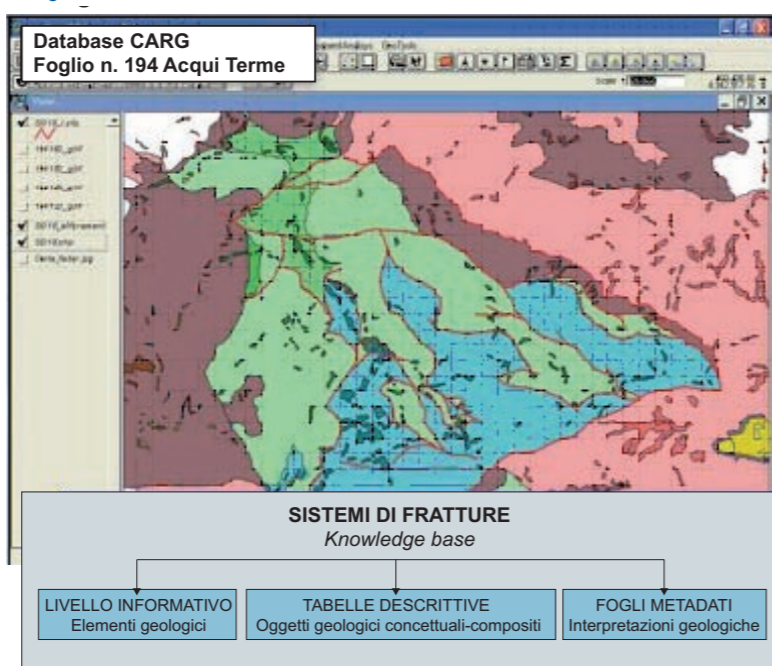 Database CARG
Foglio n. 194 Acqui Terme
SISTEMI DI FRATTURE
Knowledge base
LIVELLO INFORMATIVO
Elementi geologici
TABELLE DESCRITTIVE
Oggetti geologici concettuali-compositi
FOGLI METADATI
Interpretazioni geologiche